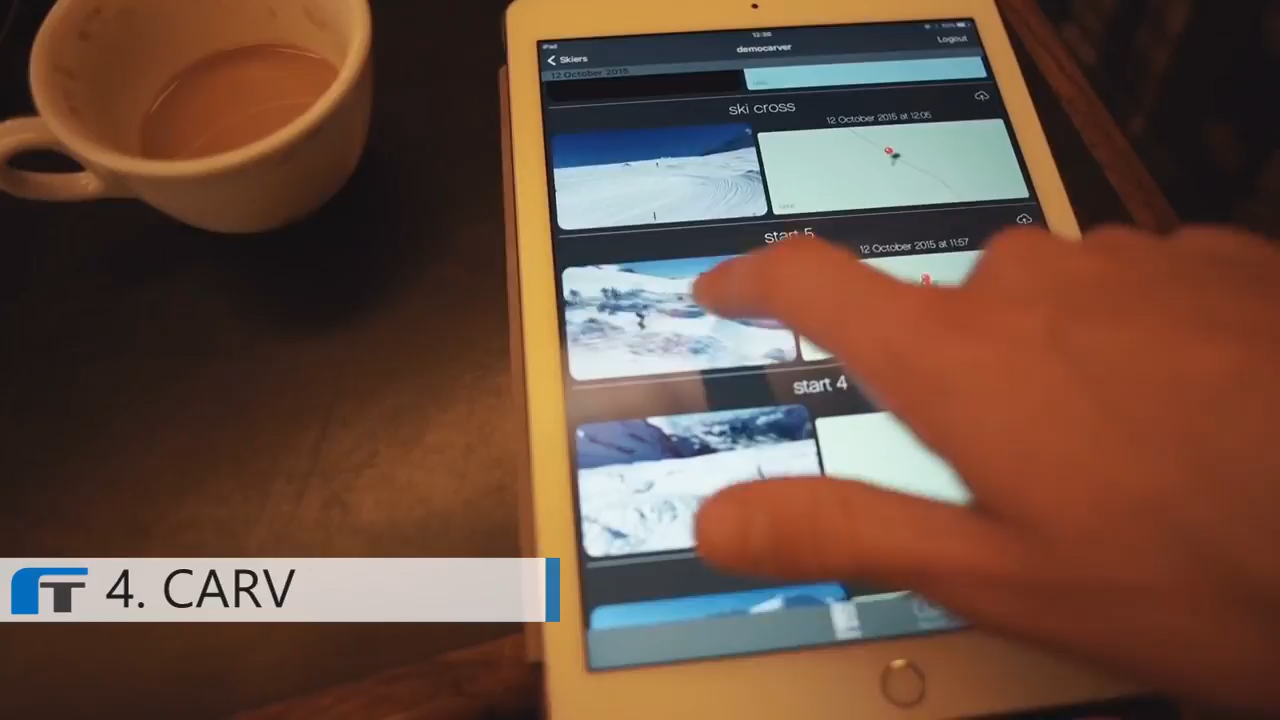 iPad 12:36
democarver
Logout
Skiers
12 October 2015
ski cross
12 October 2015 at 12:05
start 5
12 October 2015 at 11:57
start 4
FT 4. CARV